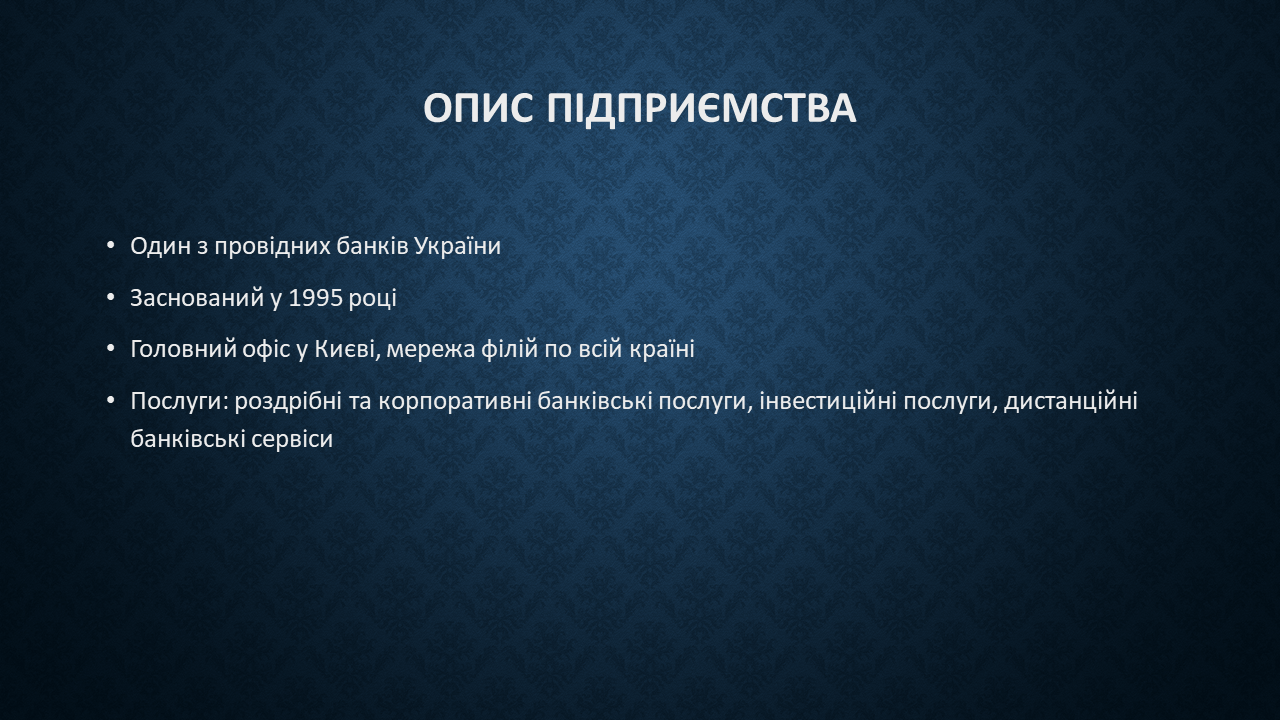 ОПИС ПІДПРИЄМСТВА
• Один з провідних банків України
• Заснований у 1995 році
• Головний офіс у Києві, мережа філій по всій країні
• Послуги: роздрібні та корпоративні банківські послуги, інвестиційні послуги, дистанційні
банківські сервіси